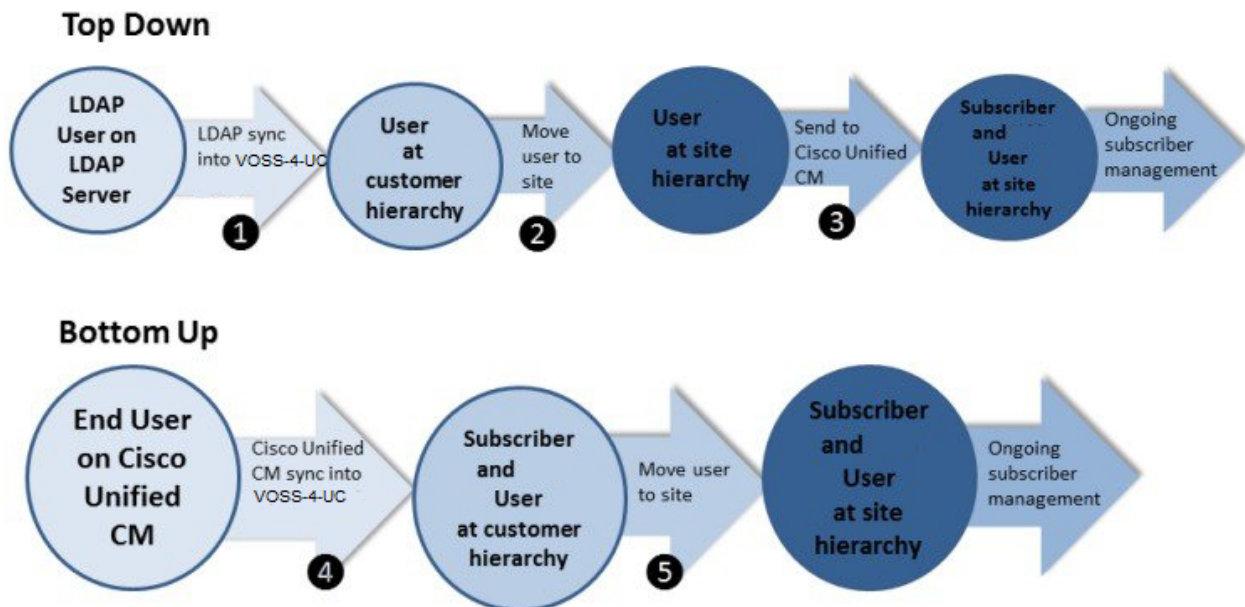 Top Down
LDAP
User on
LDAP
Server
LDAP sync
into VOSS-4-UC
1
User
at
customer
hierarchy
Move
user to
site
2
User
at site
hierarchy
Send to
Cisco Unified
CM
3
Subscriber
and
User
at site
hierarchy
Ongoing
subscriber
management
Bottom Up
End User
on Cisco
Unified
CM
Cisco Unified
CM sync into
VOSS-4-UC
4
Subscriber
and
User
at customer
hierarchy
Move user
to site
5
Subscriber
and
User
at site
hierarchy
Ongoing
subscriber
management